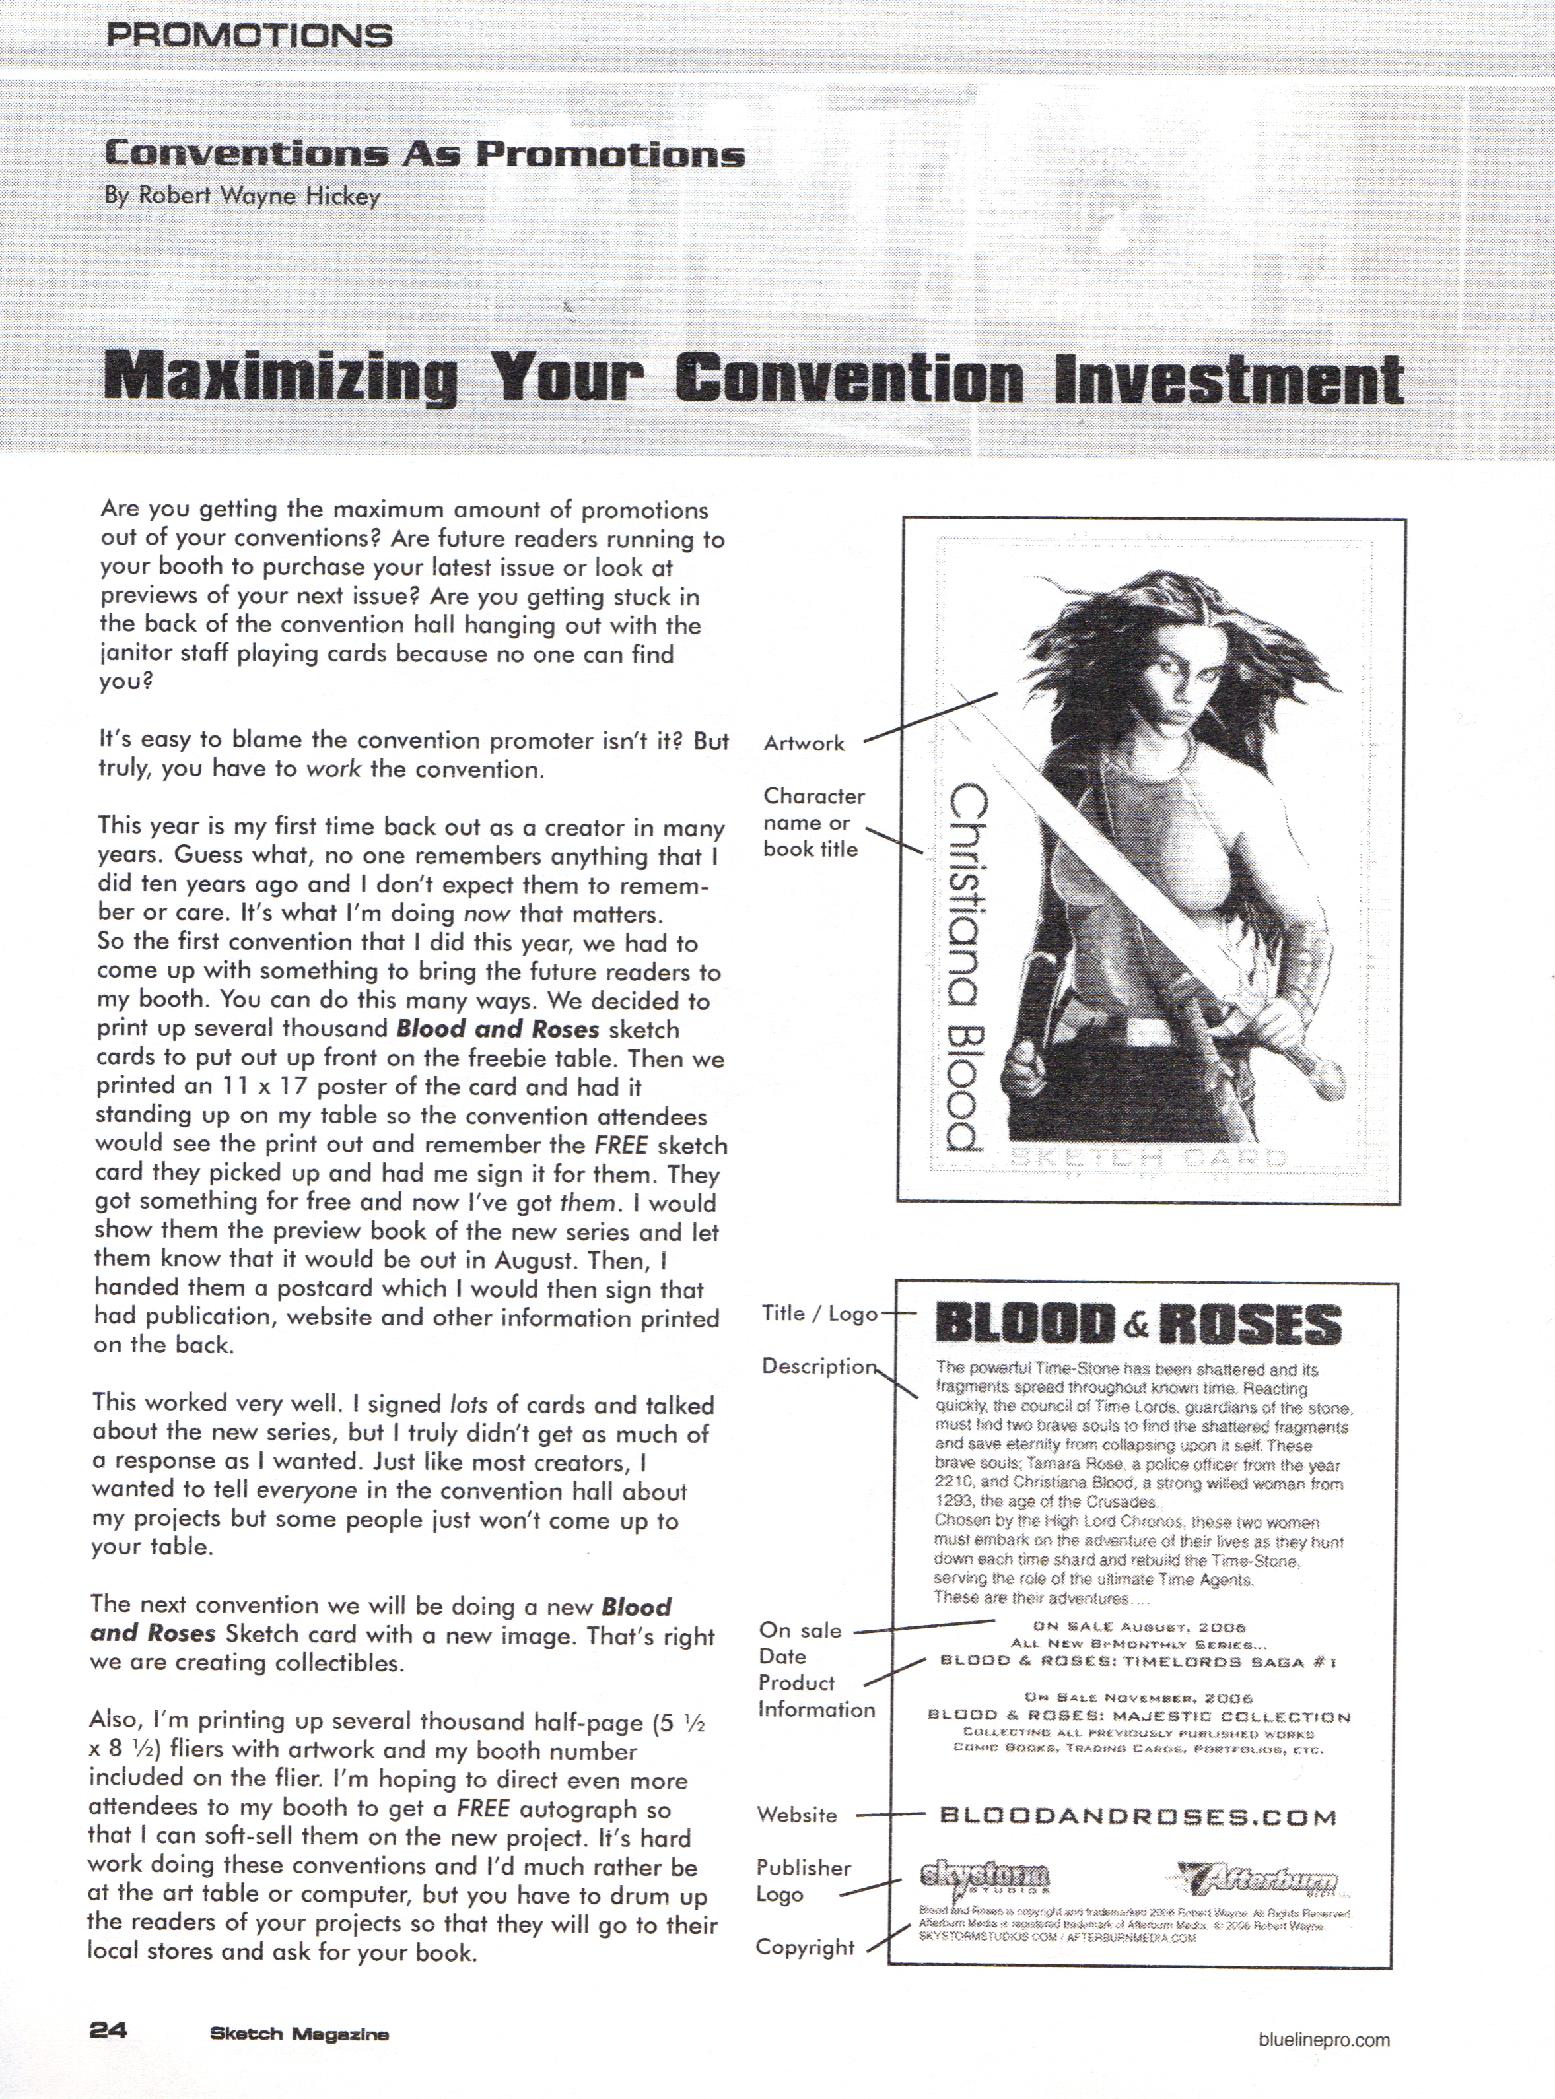 PROMOTIONS
Conventions As Promotions
By Robert Wayne Hickey
Maximizing Your Convention Investment
Are you getting the maximum amount of promotions
out of your conventions? Are future readers running to
your booth to purchase your latest issue or look at
previews of your next issue? Are you getting stuck in
the back of the convention hall hanging out with the
janitor staff playing cards because no one can find
you?
It's easy to blame the convention promoter isn't it? But
truly, you have to work the convention.
This year is my first time back out as a creator in many
years. Guess what, no one remembers anything that I
did ten years ago and I don't expect them to remem-
ber or care. It's what I'm doing now that matters.
So the first convention that I did this year, we had to
come up with something to bring the future readers to
my booth. You can do this many ways. We decided to
print up several thousand Blood and Roses sketch
cards to put out up front on the freebie table. Then we
printed an 11 x 17 poster of the card and had it
standing up on my table so the convention attendees
would see the print out and remember the FREE sketch
card they picked up and had me sign it for them. They
got something for free and now I've got them. I would
show them the preview book of the new series and let
them know that it would be out in August. Then, I
handed them a postcard which I would then sign that
had publication, website and other information printed
on the back.
This worked very well. I signed lots of cards and talked
about the new series, but I truly didn't get as much of
a response as I wanted. Just like most creators, I
wanted to tell everyone in the convention hall about
my projects but some people just won't come up to
your table.
The next convention we will be doing a new Blood
and Roses Sketch card with a new image. That's right
we are creating collectibles.
Also, I'm printing up several thousand half-page (5 ½
x 8 ½) fliers with artwork and my booth number
included on the flier. I'm hoping to direct even more
attendees to my booth to get a FREE autograph so
that I can soft-sell them on the new project. It's hard
work doing these conventions and I'd much rather be
at the art table or computer, but you have to drum up
the readers of your projects so that they will go to their
local stores and ask for your book.
Artwork
Character
name or
book title
Christiana Blood
SKETCH CARD
Title / Logo
Description
On sale
Date
Product
Information
Website
Publisher
Logo
Copyright
BLOOD & ROSES
The powerful Time-Stone has been shattered and its
fragments spread throughout known time. Reacting
quickly, the council of Time Lords, guardians of the stone,
must find two brave souls to find the shattered fragments
and save eternity from collapsing upon it self. These
brave souls; Tamara Rose, a police officer from the year
2210, and Christiana Blood, a strong willed woman from
1293, the age of the Crusades.
Chosen by the High Lord Chronos, these two women
must embark on the adventure of their lives as they hunt
down each time shard and rebuild the Time-Stone,
serving the role of the ultimate Time Agents.
These are their adventures....
ON SALE AUGUST, 2006
ALL NEW BI-MONTHLY SERIES...
BLOOD & ROSES: TIMELORDS SAGA #1
ON SALE NOVEMBER, 2006
BLOOD & ROSES: MAJESTIC COLLECTION
COLLECTING ALL PREVIOUSLY PUBLISHED WORKS
COMIC BOOKS, TRADING CARDS, PORTFOLIOS, ETC.
BLOODANDROSES.COM
skystorm
STUDIOS
Afterburn
Blood and Roses is copyright and trademarked 2006 Robert Wayne. All Rights Reserved.
Afterburn Media is registered trademark of Afterburn Media. © 2006 Robert Wayne
SKYSTORMSTUDIOS.COM / AFTERBURNMEDIA.COM
24
Sketch Magazine
bluelinepro.com